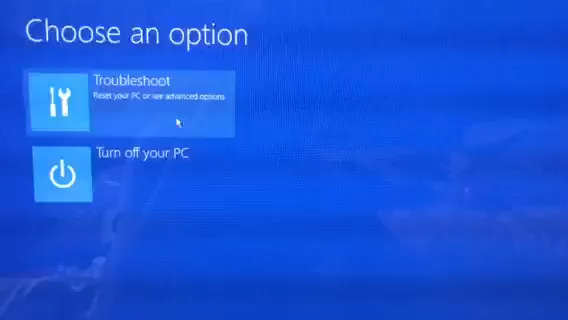 Choose an option
Troubleshoot
Reset your PC or see advanced options
Turn off your PC